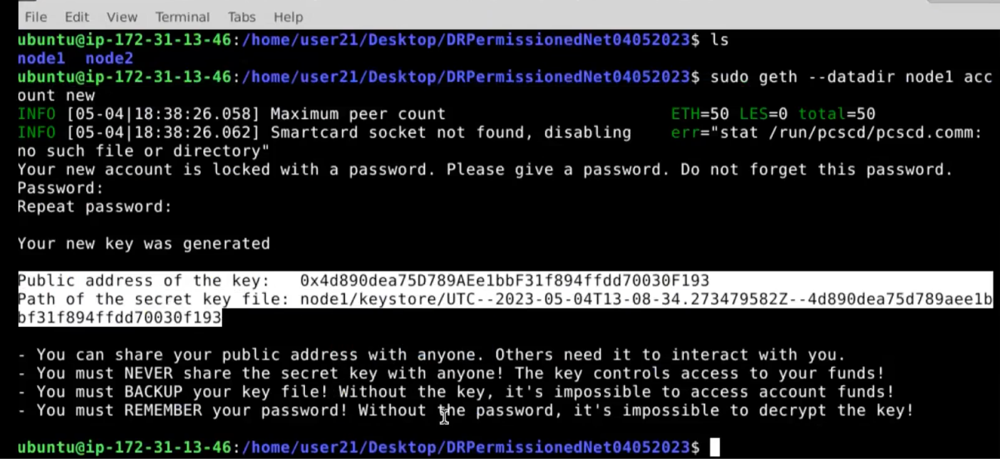 File Edit View Terminal Tabs Help
ubuntu@ip-172-31-13-46:/home/user21/Desktop/DRPermissionedNet04052023$ ls
node1 node2
ubuntu@ip-172-31-13-46:/home/user21/Desktop/DRPermissionedNet04052023$ sudo geth --datadir node1 acc
ount new
INFO [05-04|18:38:26.058] Maximum peer count ETH=50 LES=0 total=50
INFO [05-04|18:38:26.062] Smartcard socket not found, disabling err="stat /run/pcscd/pcscd.comm:
no such file or directory"
Your new account is locked with a password. Please give a password. Do not forget this password.
Password:
Repeat password:
Your new key was generated
Public address of the key: 0x4d890dea75D789AEe1bbF31f894ffdd70030F193
Path of the secret key file: node1/keystore/UTC--2023-05-04T13-08-34.273479582Z--4d890dea75d789aee1b
bf31f894ffdd70030f193
- You can share your public address with anyone. Others need it to interact with you.
- You must NEVER share the secret key with anyone! The key controls access to your funds!
- You must BACKUP your key file! Without the key, it's impossible to access account funds!
- You must REMEMBER your password! Without the password, it's impossible to decrypt the key!
ubuntu@ip-172-31-13-46:/home/user21/Desktop/DRPermissionedNet04052023$